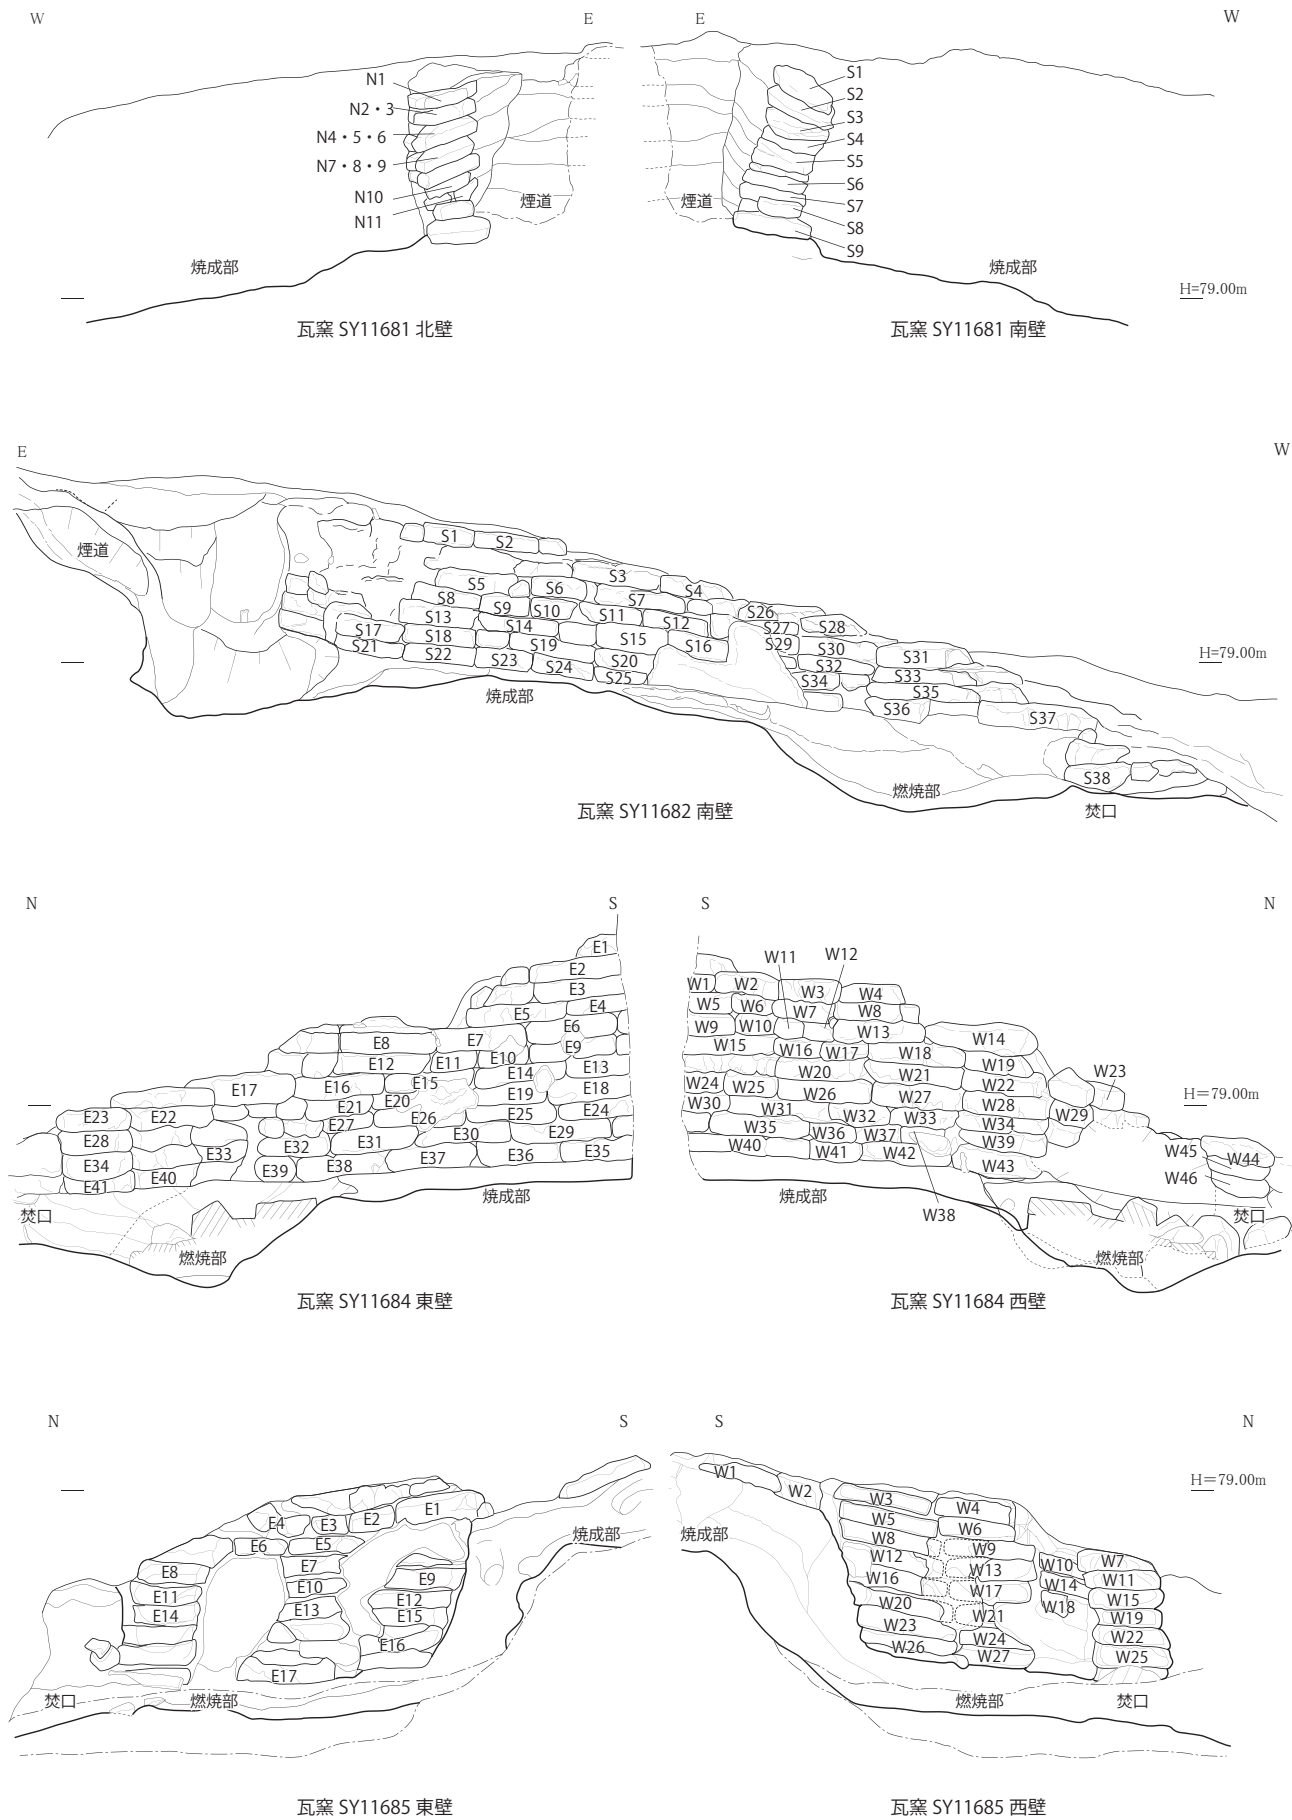 W E E W
N1
N2・3
N4・5・6
N7・8・9
N10
N11
煙道
焼成部
S1
S2
S3
S4
S5
S6
S7
S8
S9
煙道
焼成部
H=79.00m
瓦窯 SY11681 北壁 瓦窯 SY11681 南壁
E W
煙道
S1 S2
S3
S5 S6 S4
S8 S7 S26
S9 S10
S13 S11 S12 S27 S28
S17 S14
S18 S15 S29
S21 S19 S16 S30 S31
S22 S23 S20 S32 S33
S24 S25 S34 S35
S36 S37
S38
H=79.00m
焼成部
燃焼部
焚口
瓦窯 SY11682 南壁
N S S N
E1
E2
E3
E5 E4
E6
E8 E7 E9
E12 E11 E10 E13
E17 E16 E15 E14 E18
E23 E22 E21 E20 E19 E24
E27 E26 E25
E28 E33 E32 E31 E30 E29
E34 E40 E39 E38 E37 E36 E35
E41
焚口
燃焼部
焼成部
W11 W12
W1 W2 W3 W4
W5 W6 W7 W8
W9 W10 W13 W14
W15 W16 W17 W18 W19
W20 W21 W22 W23
W24 W25 W26 W27 W28
W30 W31 W32 W33 W29
W35 W36 W37 W34
W40 W41 W42 W39
W43
W38
W45 W44
W46
H=79.00m
焼成部
燃焼部
焚口
瓦窯 SY11684 東壁 瓦窯 SY11684 西壁
N S S N
E4 E3 E2 E1
E6 E5
E8 E7
E9
E11 E10
E12
E14 E13 E15
E16
E17
焼成部
焚口
燃焼部
W1 W2
W3 W4
W5 W6
W8 W9
W12 W13 W10 W7
W16 W17 W14 W11
W20 W21 W18 W15
W23 W24 W19
W26 W27 W22
W25
H=79.00m
焼成部
燃焼部
焚口
瓦窯 SY11685 東壁 瓦窯 SY11685 西壁